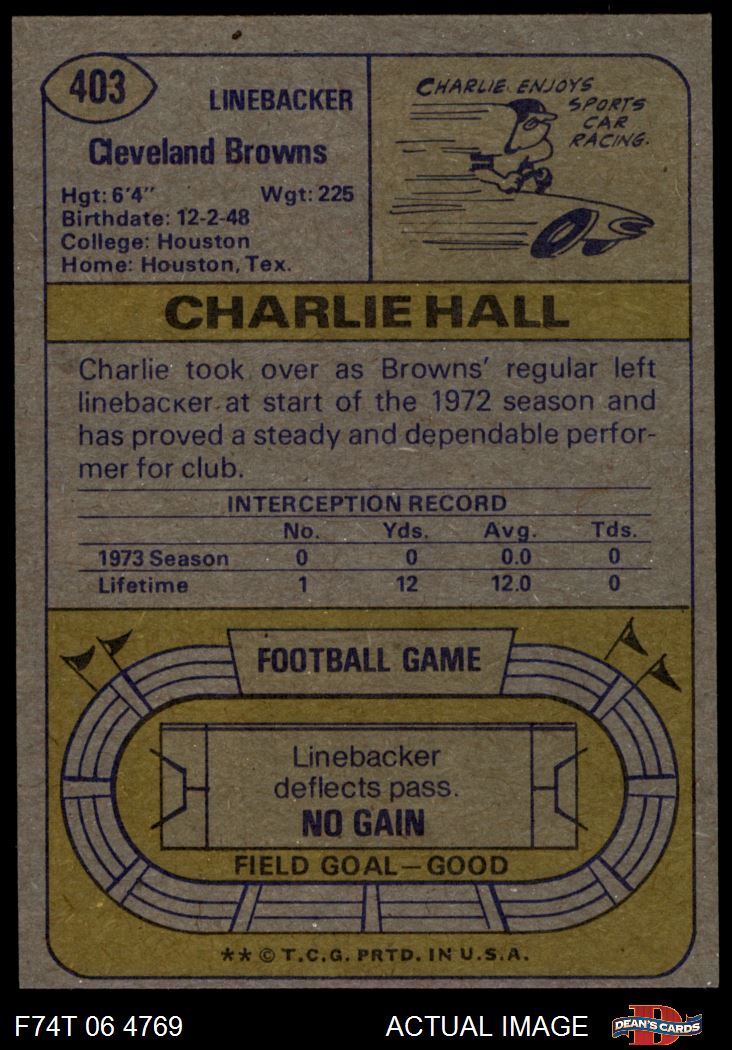 403
LINEBACKER
Cleveland Browns
Hgt: 6'4" Wgt: 225
Birthdate: 12-2-48
College: Houston
Home: Houston, Tex.
CHARLIE ENJOYS
SPORTS
CAR
RACING.
CHARLIE HALL
Charlie took over as Browns' regular left
linebacker at start of the 1972 season and
has proved a steady and dependable perfor-
mer for club.
INTERCEPTION RECORD
No. Yds. Avg. Tds.
1973 Season 0 0 0.0 0
Lifetime 1 12 12.0 0
FOOTBALL GAME
Linebacker
deflects pass.
NO GAIN
FIELD GOAL—GOOD
** © T.C.G. PRTD. IN U.S.A.
F74T 06 4769 ACTUAL IMAGE
D
DEAN'S CARDS